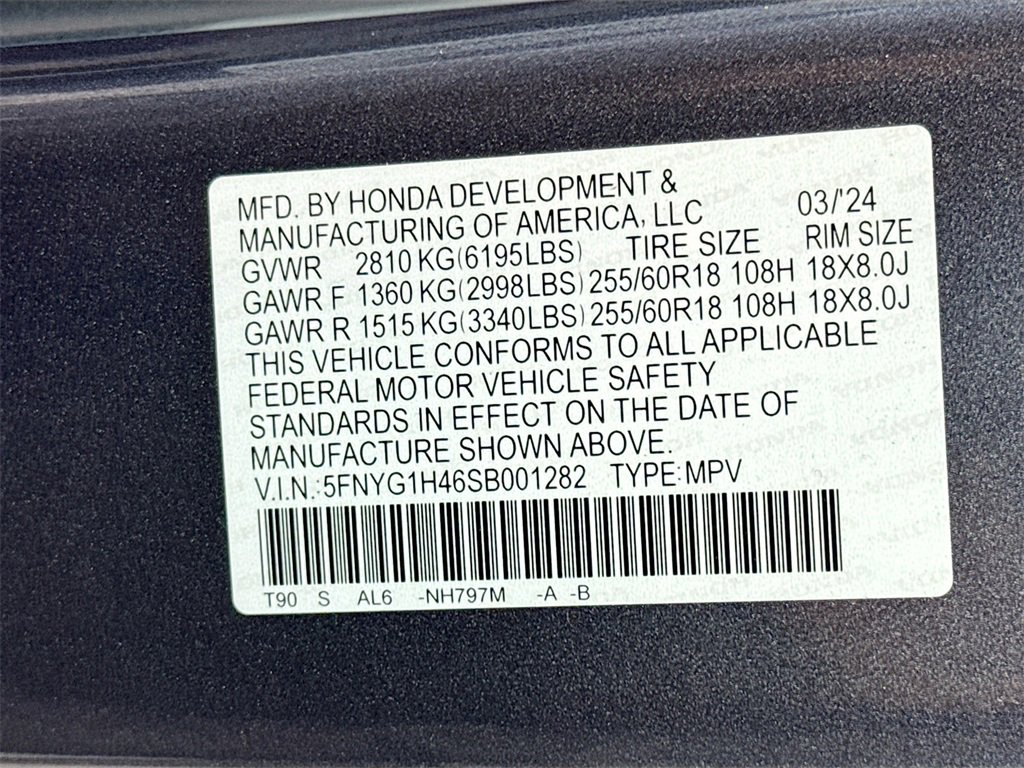 MFD. BY HONDA DEVELOPMENT &
MANUFACTURING OF AMERICA, LLC 03/'24
GVWR 2810 KG(6195LBS) TIRE SIZE RIM SIZE
GAWR F 1360 KG(2998LBS) 255/60R18 108H 18X8.0J
GAWR R 1515 KG(3340LBS) 255/60R18 108H 18X8.0J
THIS VEHICLE CONFORMS TO ALL APPLICABLE
FEDERAL MOTOR VEHICLE SAFETY
STANDARDS IN EFFECT ON THE DATE OF
MANUFACTURE SHOWN ABOVE.
V.I.N.:5FNYG1H46SB001282 TYPE:MPV
T90 S AL6 -NH797M -A -B